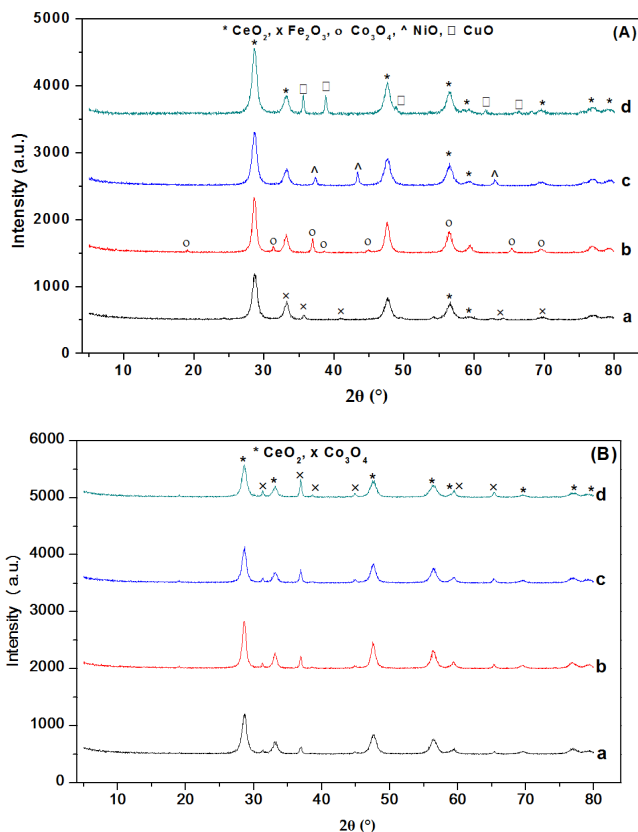 * CeO2, x Fe2O3, o Co3O4, ^ NiO, □ CuO
(A)
5000
4000
3000
2000
1000
0
Intensity (a.u.)
d
c
b
a
10 20 30 40 50 60 70 80
2θ (°)
(B)
* CeO2, x Co3O4
6000
5000
4000
3000
2000
1000
0
Intensity ( a.u.)
d
c
b
a
10 20 30 40 50 60 70 80
2θ (°)